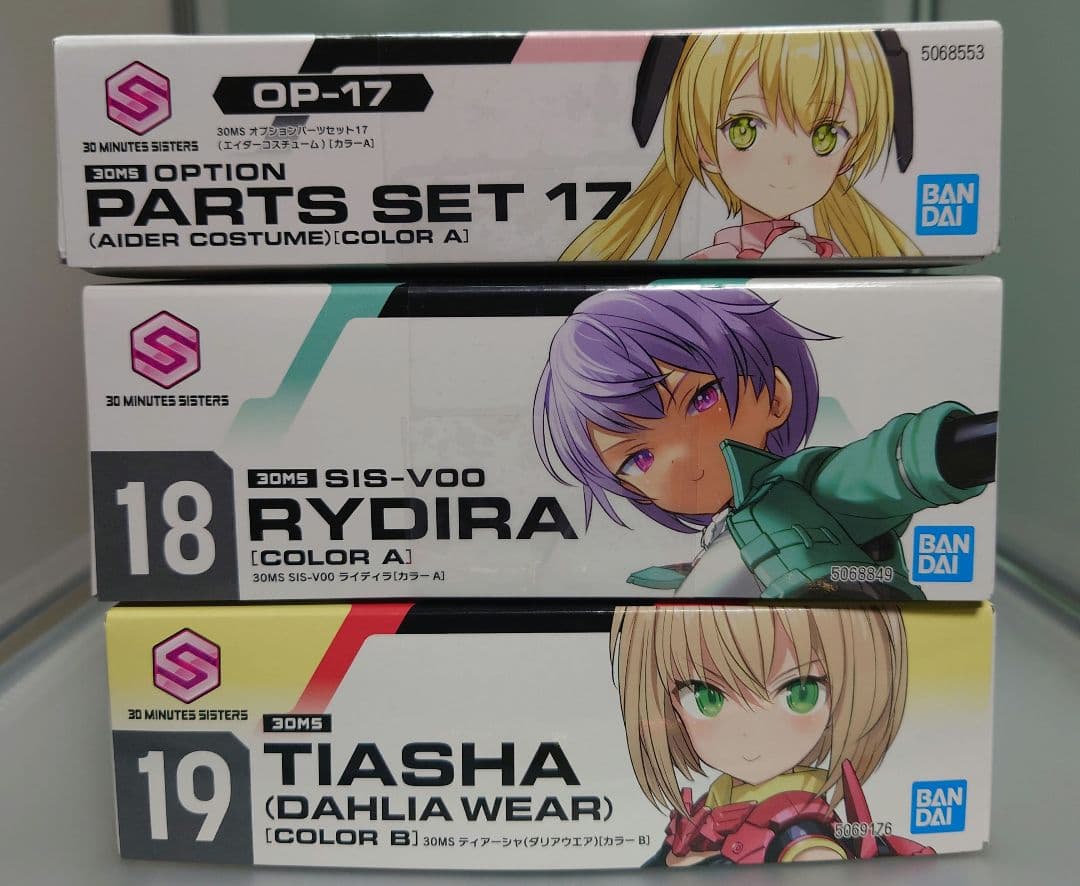 5068553
OP-17
30MS オプションパーツセット17
(エイダーコスチューム)[カラーA]
30 MINUTES SISTERS
30MS OPTION
PARTS SET 17
(AIDER COSTUME)[COLOR A]
BAN
DAI
30 MINUTES SISTERS
18
30MS SIS-V00
RYDIRA
[COLOR A]
30MS SIS-V00 ライディラ[カラーA]
5068849
BAN
DAI
30 MINUTES SISTERS
19
30MS
TIASHA
(DAHLIA WEAR)
[COLOR B] 30MS ティアーシャ(ダリアウエア)[カラーB]
5069176
BAN
DAI